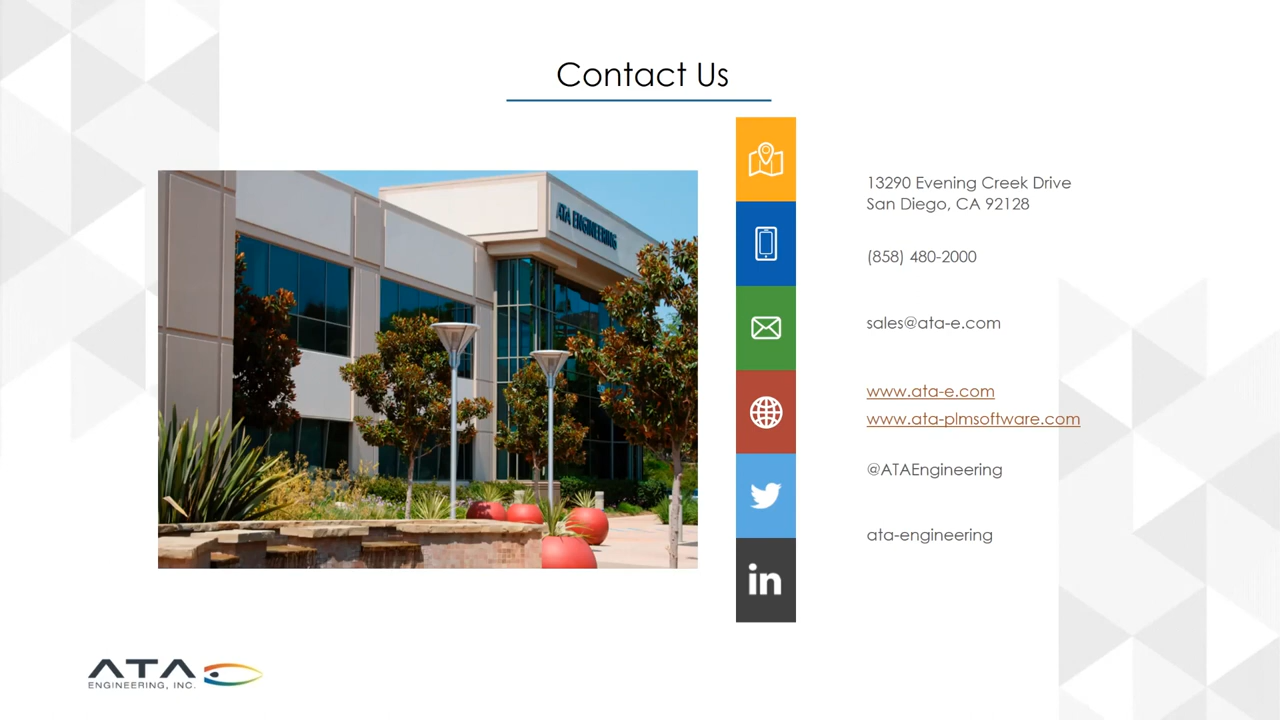 Contact Us
ATA ENGINEERING
13290 Evening Creek Drive
San Diego, CA 92128
(858) 480-2000
sales@ata-e.com
www.ata-e.com
www.ata-plmsoftware.com
@ATAEngineering
in
ata-engineering
ATA
ENGINEERING, INC.